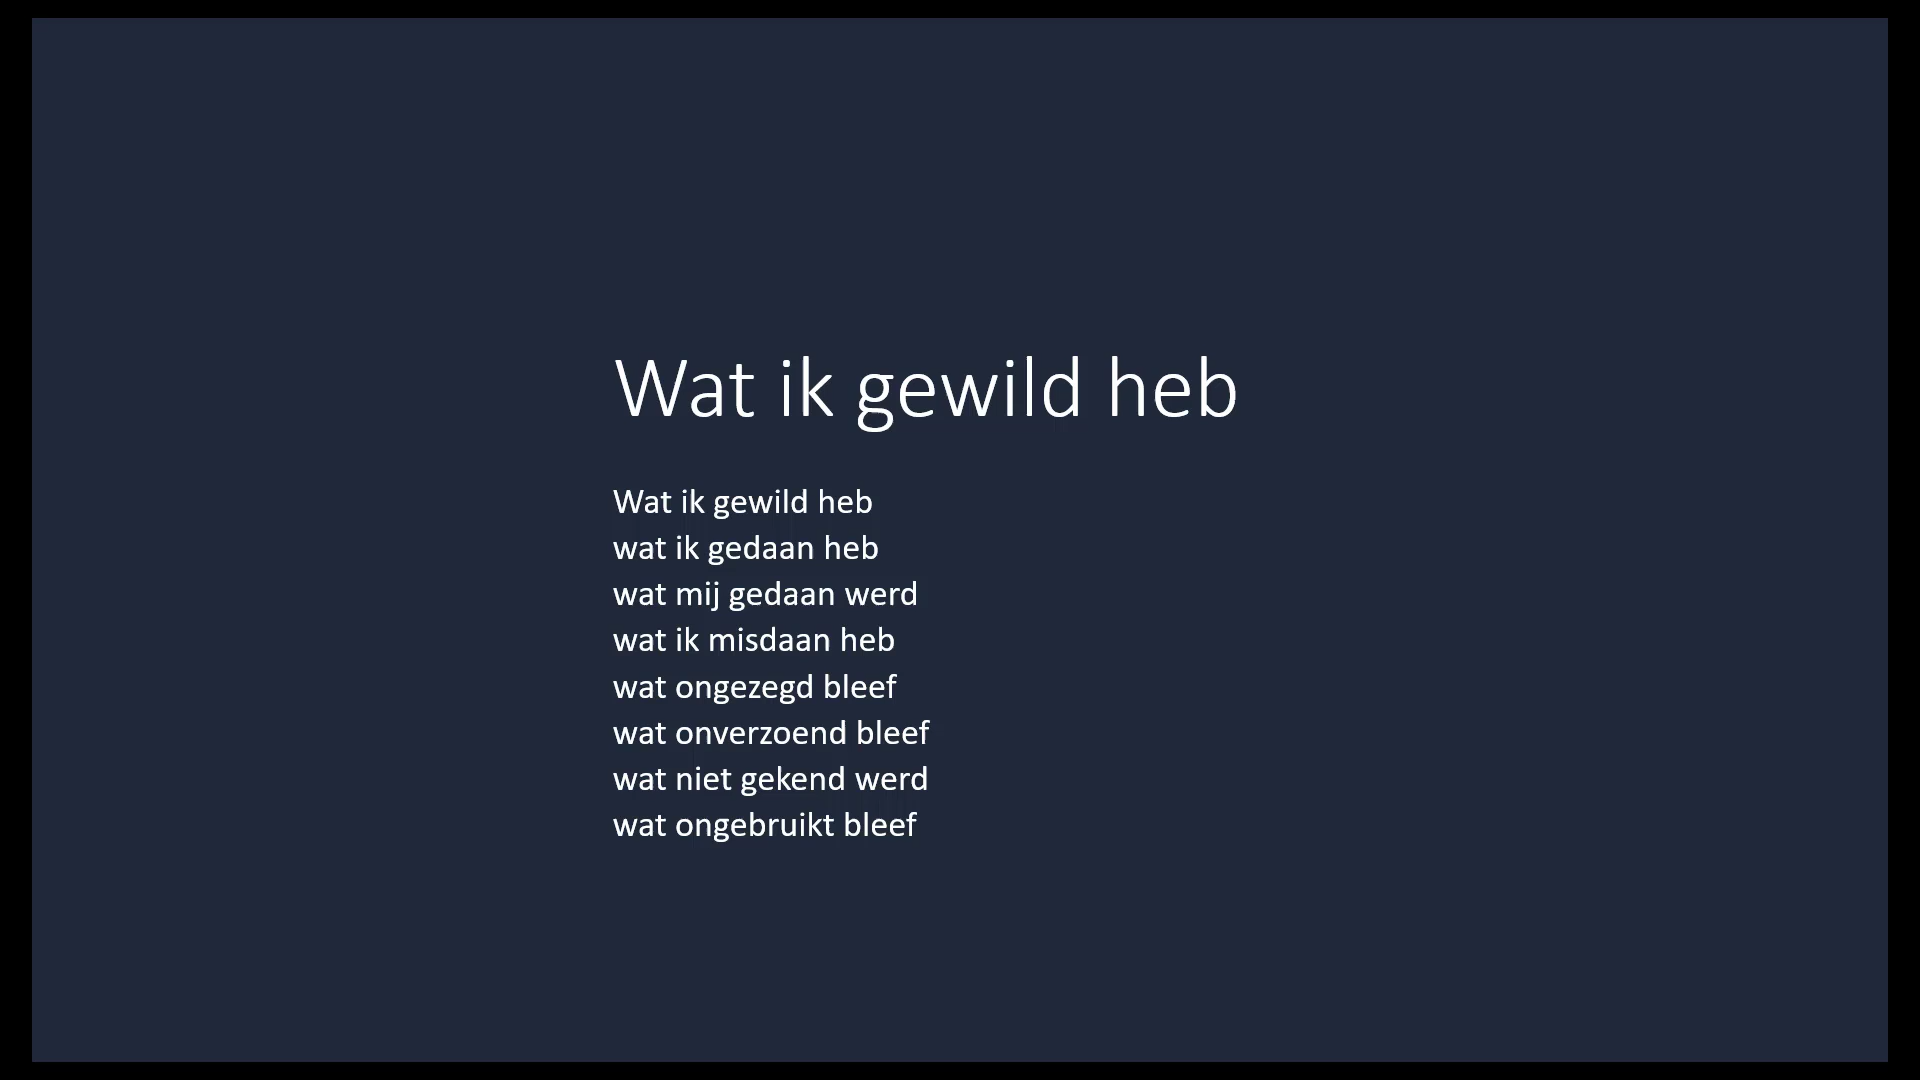 Wat ik gewild heb
Wat ik gewild heb
wat ik gedaan heb
wat mij gedaan werd
wat ik misdaan heb
wat ongezegd bleef
wat onverzoend bleef
wat niet gekend werd
wat ongebruikt bleef